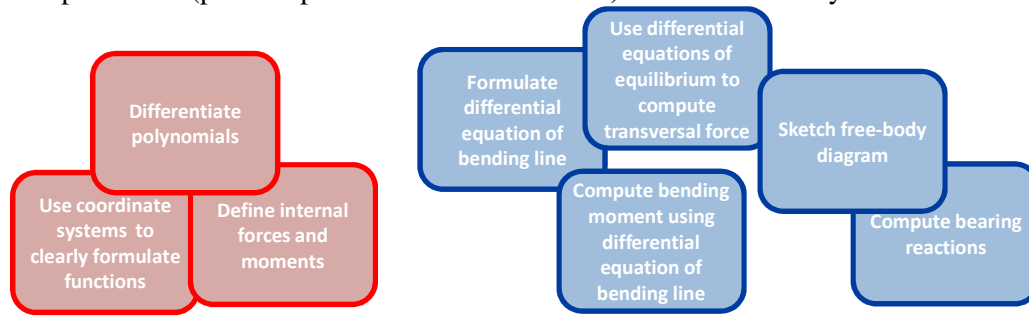 Differentiate
polynomials
Use coordinate
systems to
clearly formulate
functions
Define internal
forces and
moments
Formulate
differential
equation of
bending line
Use differential
equations of
equilibrium to
compute
transversal force
Compute bending
moment using
differential
equation of
bending line
Sketch free-body
diagram
Compute bearing
reactions